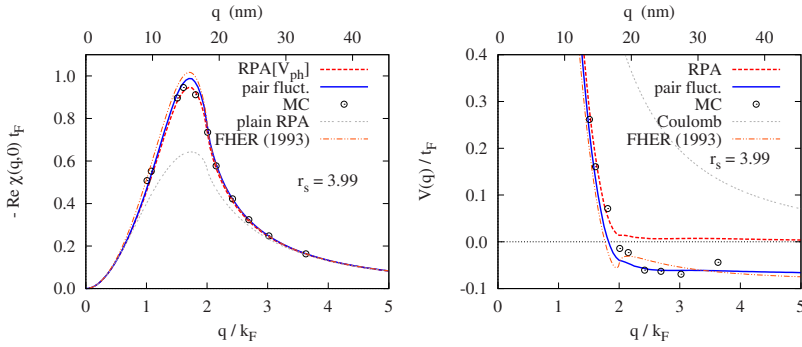 q (nm)
0 10 20 30 40
1.0
0.8
0.6
0.4
0.2
0.0
- Re χ(q,0) t_F
RPA[V_ph]
pair fluct.
MC
plain RPA
FHER (1993)
r_s = 3.99
0 1 2 3 4 5
q / k_F
q (nm)
0 10 20 30 40
0.4
0.3
0.2
0.1
0.0
-0.1
V(q) / t_F
RPA
pair fluct.
MC
Coulomb
FHER (1993)
r_s = 3.99
0 1 2 3 4 5
q / k_F